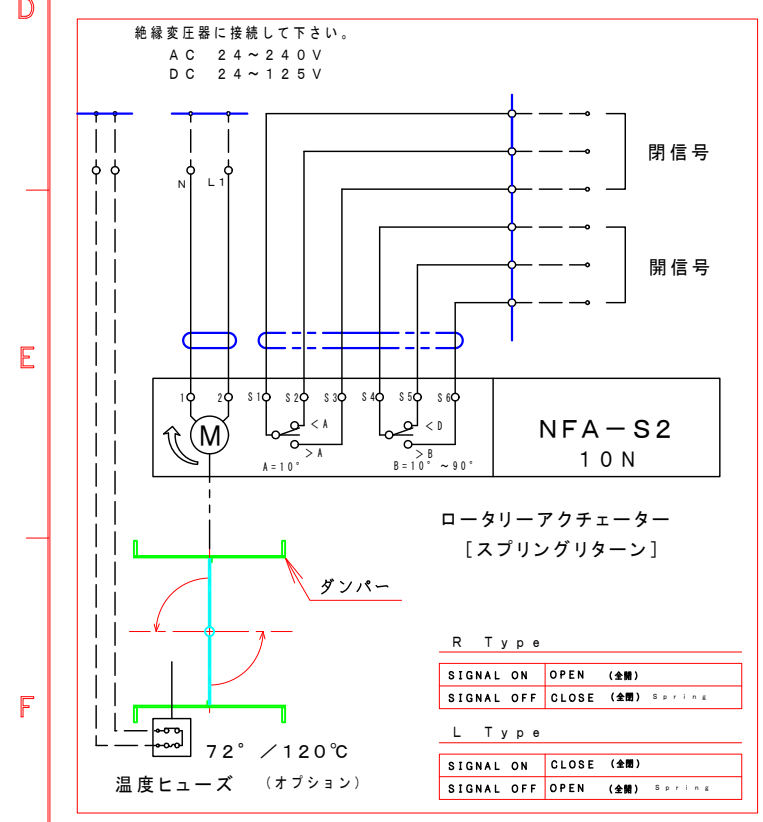 D
絶縁変圧器に接続して下さい。
AC 24~240V
DC 24~125V
閉信号
N
L1
開信号
E
1
2
S1
S2
S3
S4
S5
S6
M
<A
>A
A=10°
<D
>B
B=10° ~90°
NFA-S2
10N
ロータリーアクチェーター
[スプリングリターン]
ダンパー
R Type
SIGNAL ON OPEN (全開)
SIGNAL OFF CLOSE (全閉) Spring
F
L Type
SIGNAL ON CLOSE (全閉)
SIGNAL OFF OPEN (全開) Spring
72° /120℃
温度ヒューズ (オプション)